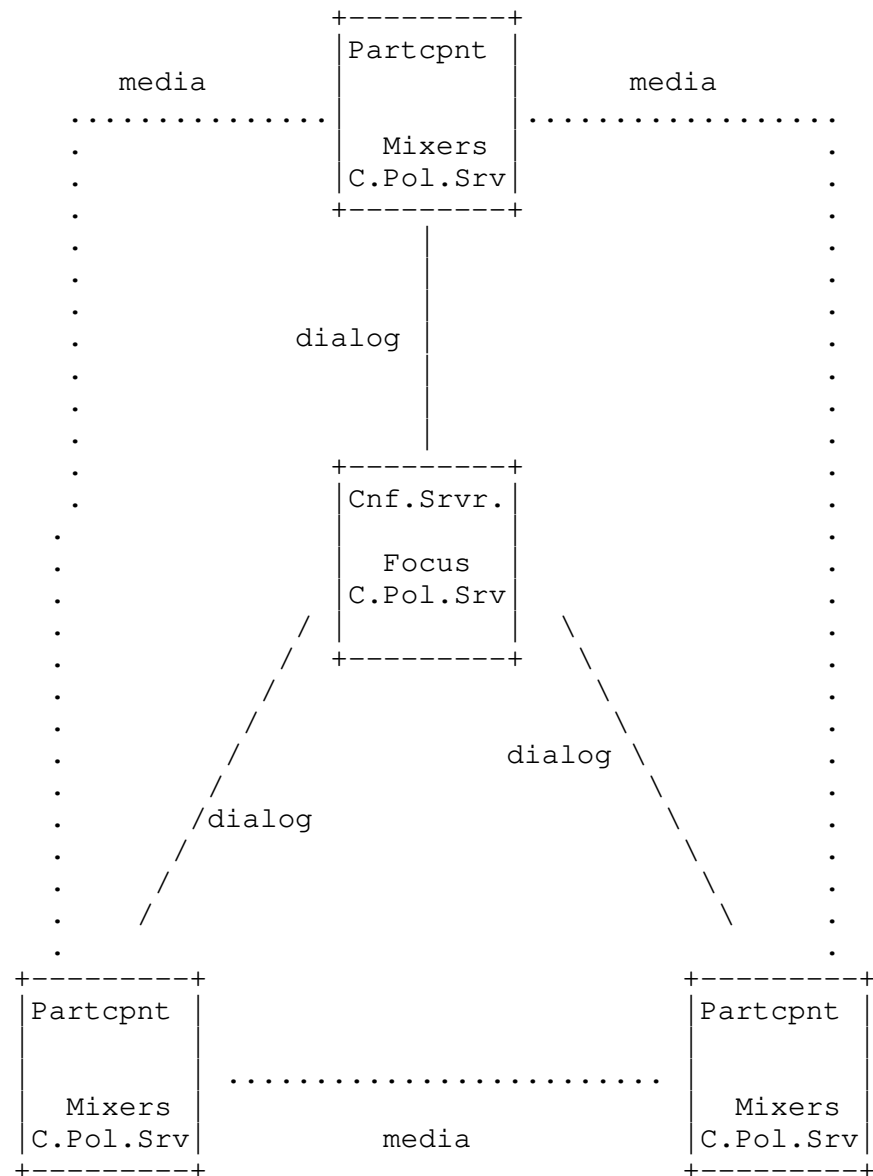 Partcpnt
media media
Mixers
C.Pol.Srv
dialog
Cnf.Srvr.
Focus
C.Pol.Srv
dialog
dialog
Partcpnt Partcpnt
Mixers Mixers
C.Pol.Srv media C.Pol.Srv